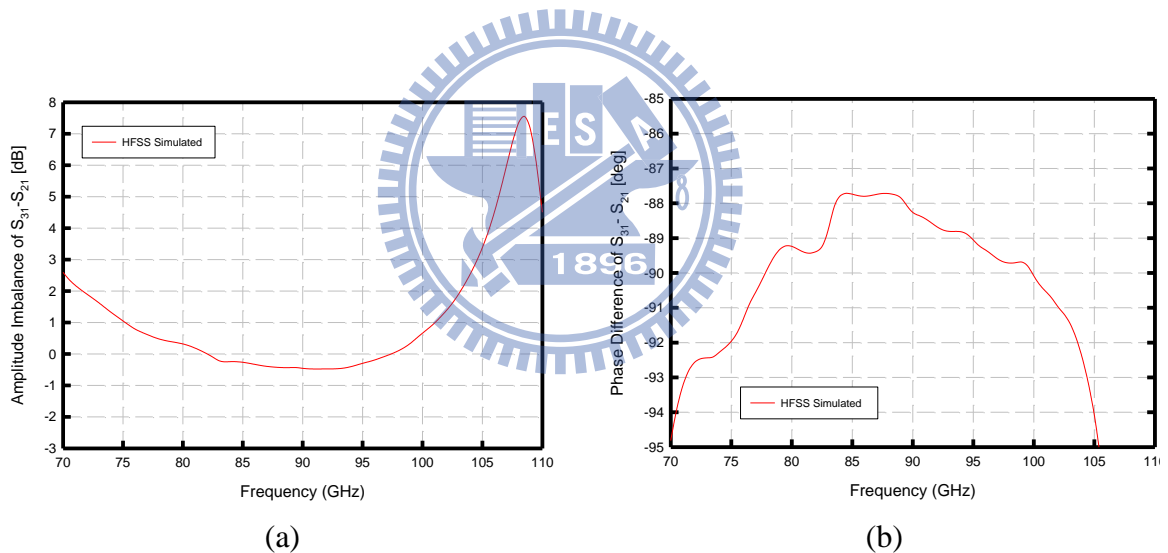 8
7
6
5
4
3
2
1
0
-1
-2
-3
Amplitude Imbalance of S31-S21 [dB]
HFSS Simulated
70 75 80 85 90 95 100 105 110
Frequency (GHz)
(a)
ES
1896
-85
-86
-87
-88
-89
-90
-91
-92
-93
-94
-95
Phase Difference of S31- S21 [deg]
HFSS Simulated
70 75 80 85 90 95 100 105 110
Frequency (GHz)
(b)